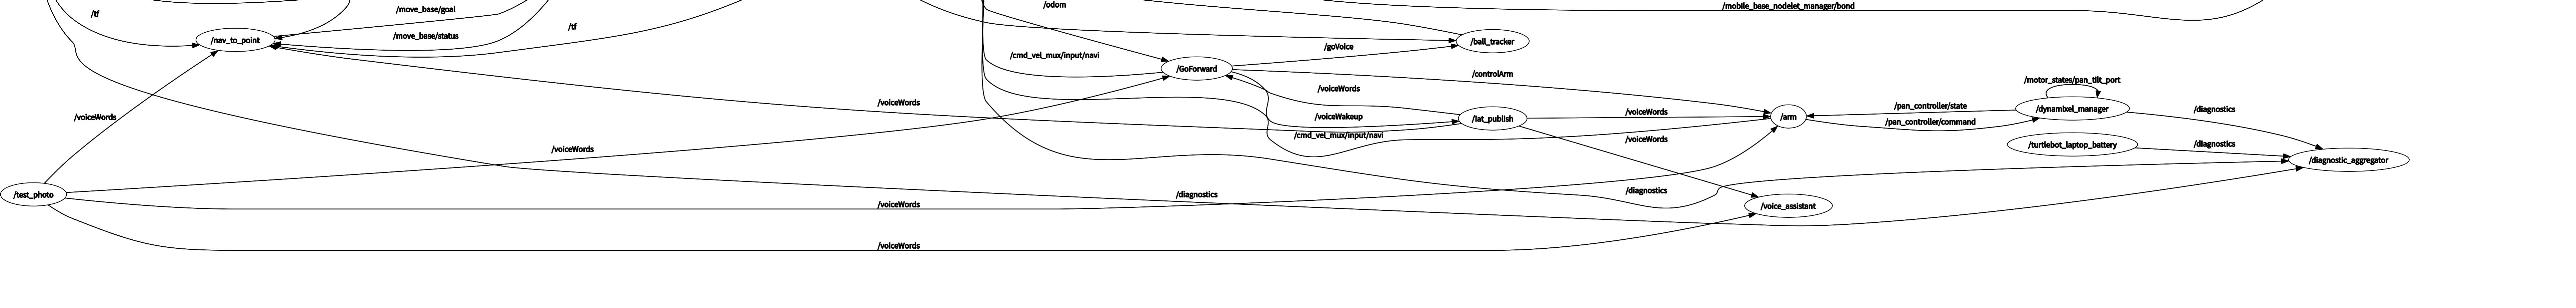 /odom
/mobile_base_nodelet_manager/bond
/move_base/goal
/tf
/tf
/move_base/status
/nav_to_point
/ball_tracker
/goVoice
/cmd_vel_mux/input/navi
/GoForward
/controlArm
/motor_states/pan_tilt_port
/voiceWords
/voiceWords
/pan_controller/state
/dynamixel_manager
/diagnostics
/voiceWords
/voiceWakeup
/iat_publish
/voiceWords
/arm
/pan_controller/command
/cmd_vel_mux/input/navi
/voiceWords
/turtlebot_laptop_battery
/diagnostics
/voiceWords
/diagnostic_aggregator
/test_photo
/diagnostics
/diagnostics
/voiceWords
/voice_assistant
/voiceWords